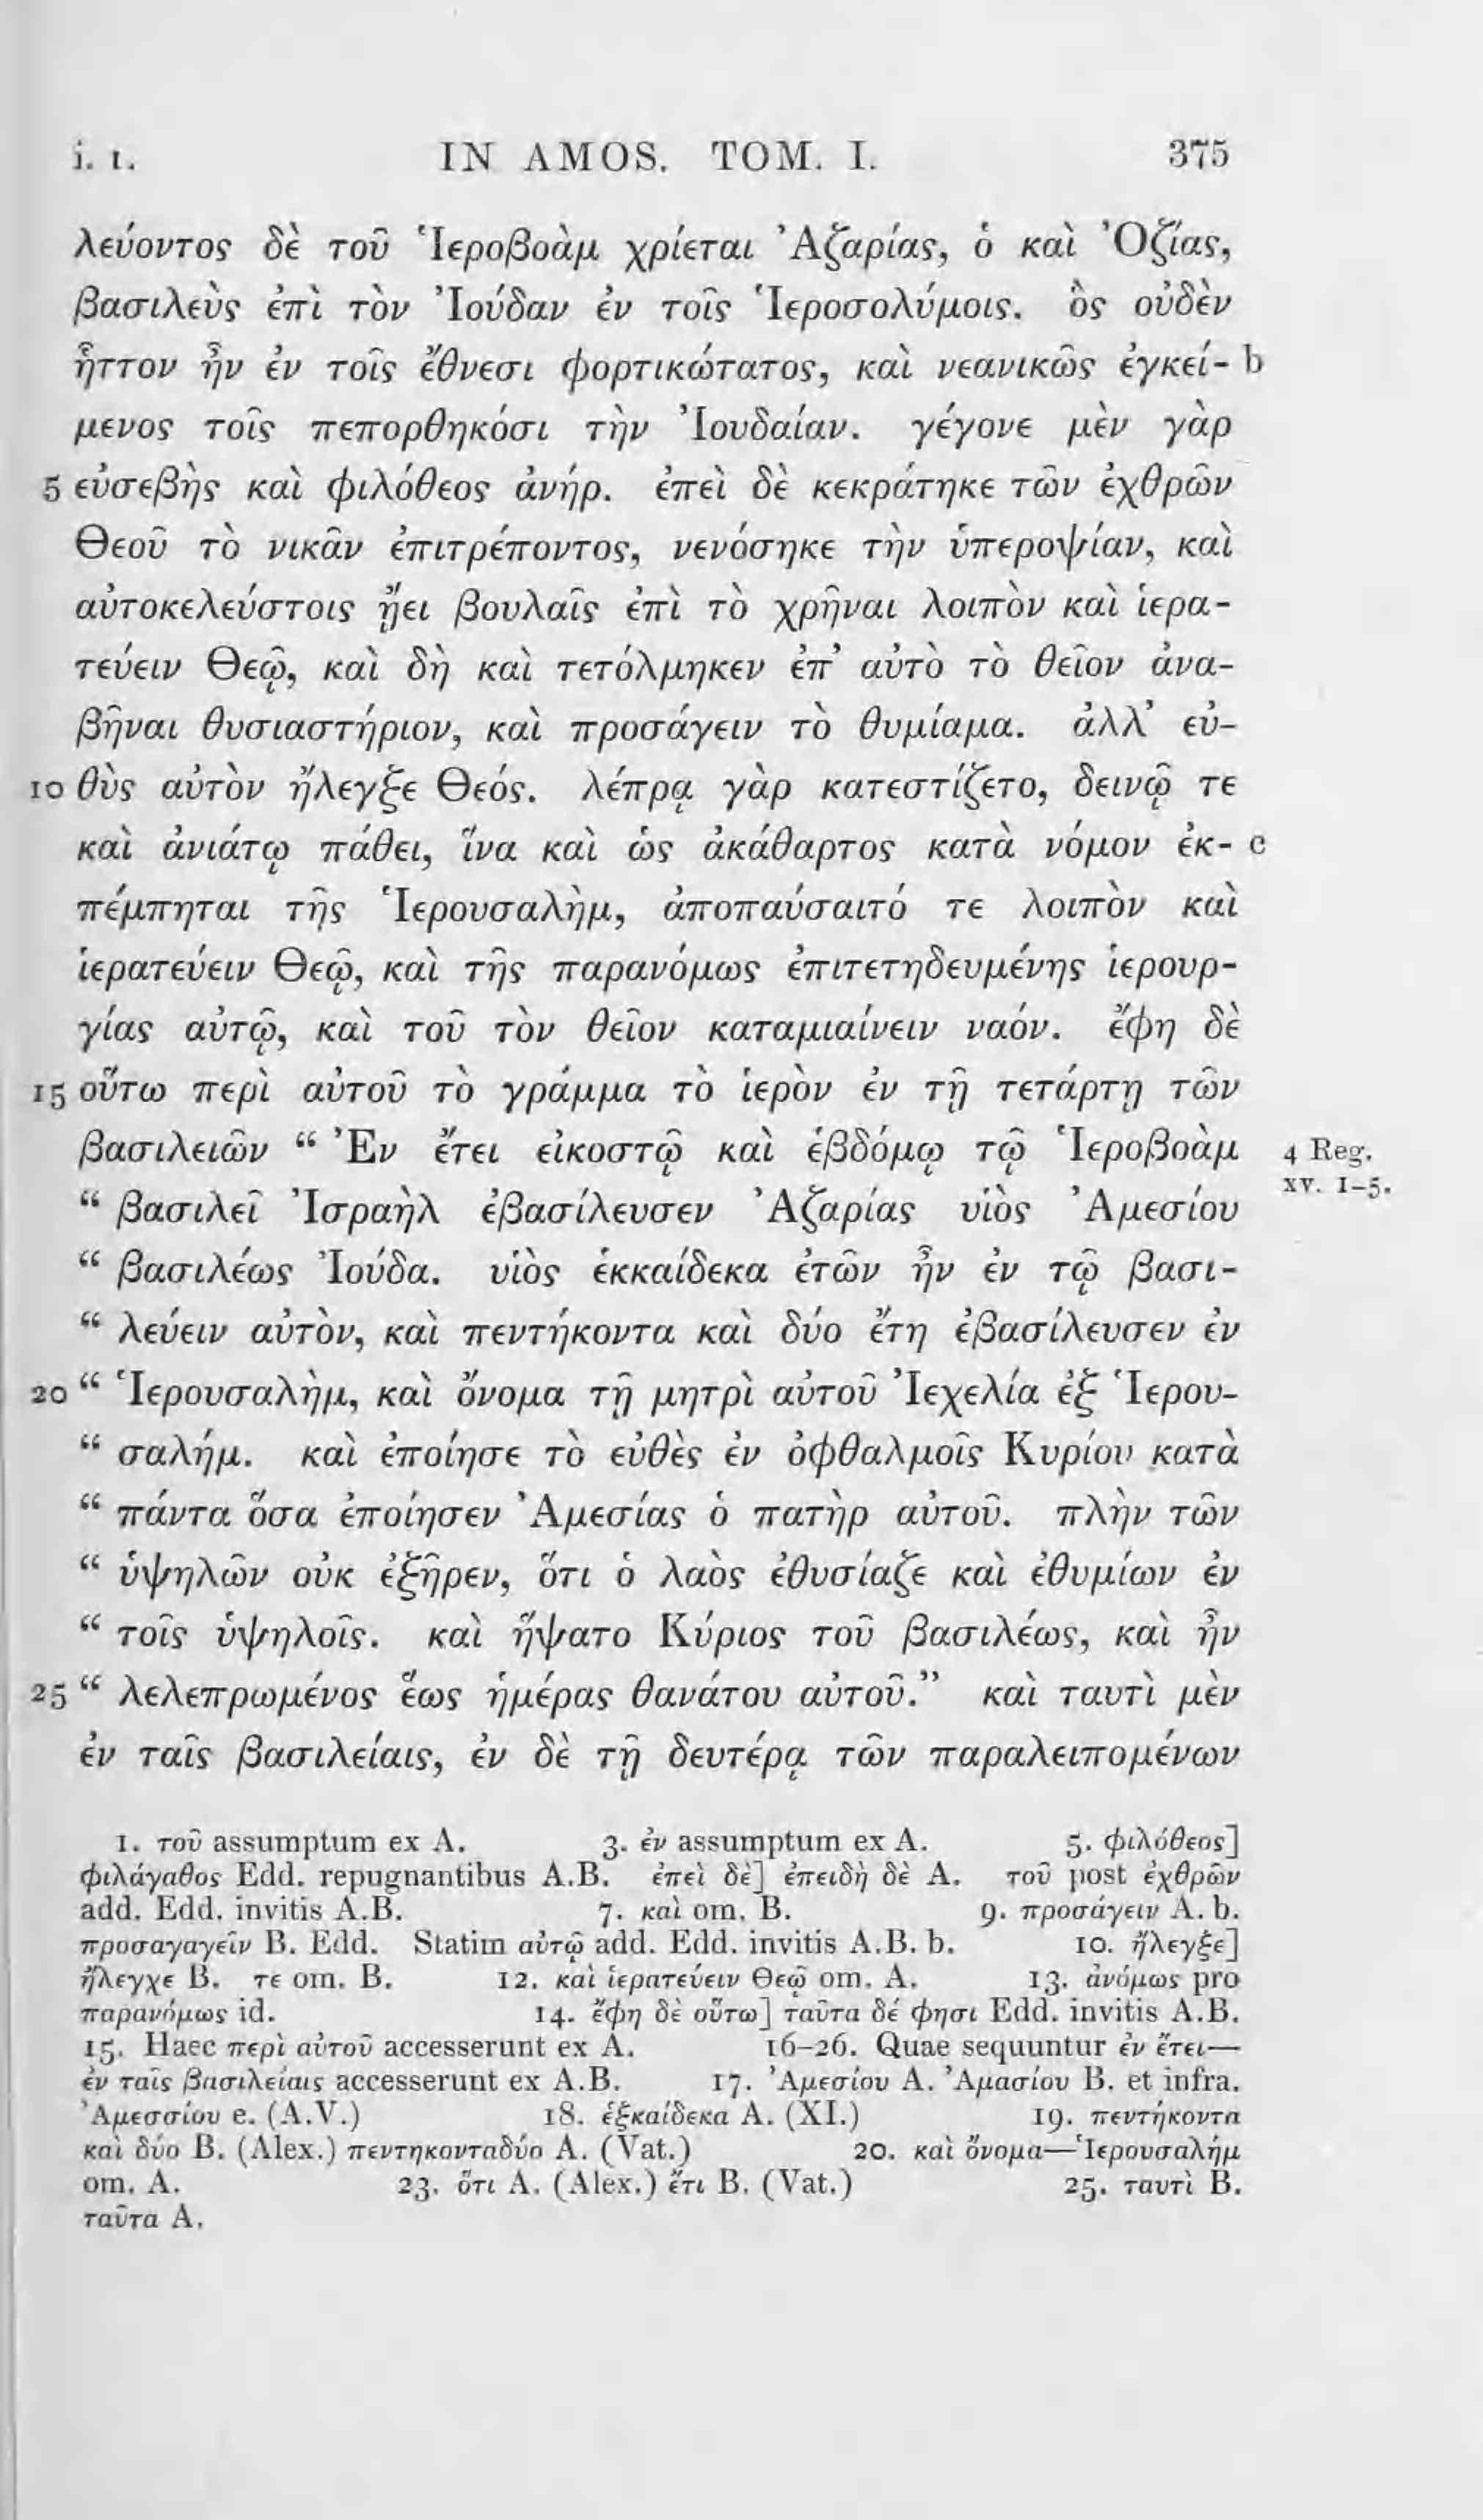 i. 1. IN AMOS. TOM. I. 375
λεύοντος δὲ τοῦ Ἱεροβοὰμ χρίεται Ἀζαρίας, ὁ καὶ Ὀζίας,
βασιλεὺς ἐπὶ τὸν Ἰούδαν ἐν τοῖς Ἱεροσολύμοις. ὃς οὐδὲν
ἧττον ἦν ἐν τοῖς ἔθνεσι φορτικώτατος, καὶ νεανικῶς ἐγκεί- b
μενος τοῖς πεπορθηκόσι τὴν Ἰουδαίαν. γέγονε μὲν γὰρ
5 εὐσεβὴς καὶ φιλόθεος ἀνήρ. ἐπεὶ δὲ κεκράτηκε τῶν ἐχθρῶν
Θεοῦ τὸ νικᾶν ἐπιτρέποντος, νενόσηκε τὴν ὑπεροψίαν, καὶ
αὐτοκελεύστοις ᾔει βουλαῖς ἐπὶ τὸ χρῆναι λοιπὸν καὶ ἱερα-
τεύειν Θεῷ, καὶ δὴ καὶ τετόλμηκεν ἐπ’ αὐτὸ τὸ θεῖον ἀνα-
βῆναι θυσιαστήριον, καὶ προσάγειν τὸ θυμίαμα. ἀλλ’ εὐ-
10 θὺς αὐτὸν ἤλεγξε Θεός. λέπρᾳ γὰρ κατεστίζετο, δεινῷ τε
καὶ ἀνιάτῳ πάθει, ἵνα καὶ ὡς ἀκάθαρτος κατὰ νόμον ἐκ- c
πέμπηται τῆς Ἱερουσαλὴμ, ἀποπαύσαιτό τε λοιπὸν καὶ
ἱερατεύειν Θεῷ, καὶ τῆς παρανόμως ἐπιτετηδευμένης ἱερουρ-
γίας αὐτῷ, καὶ τοῦ τὸν θεῖον καταμιαίνειν ναόν. ἔφη δὲ
15 οὕτω περὶ αὐτοῦ τὸ γράμμα τὸ ἱερὸν ἐν τῇ τετάρτῃ τῶν
βασιλειῶν “ Ἐν ἔτει εἰκοστῷ καὶ ἑβδόμῳ τῷ Ἱεροβοὰμ 4 Reg.
xv. 1–5.
“ βασιλεῖ Ἰσραὴλ ἐβασίλευσεν Ἀζαρίας υἱὸς Ἀμεσίου
“ βασιλέως Ἰούδα. υἱὸς ἑκκαίδεκα ἐτῶν ἦν ἐν τῷ βασι-
“ λεύειν αὐτὸν, καὶ πεντήκοντα καὶ δύο ἔτη ἐβασίλευσεν ἐν
20 “ Ἱερουσαλὴμ, καὶ ὄνομα τῇ μητρὶ αὐτοῦ Ἰεχελία ἐξ Ἱερου-
“ σαλήμ. καὶ ἐποίησε τὸ εὐθὲς ἐν ὀφθαλμοῖς Κυρίου κατὰ
“ πάντα ὅσα ἐποίησεν Ἀμεσίας ὁ πατὴρ αὐτοῦ. πλὴν τῶν
“ ὑψηλῶν οὐκ ἐξῆρεν, ὅτι ὁ λαὸς ἐθυσίαζε καὶ ἐθυμίων ἐν
“ τοῖς ὑψηλοῖς. καὶ ἥψατο Κύριος τοῦ βασιλέως, καὶ ἦν
25 “ λελεπρωμένος ἕως ἡμέρας θανάτου αὐτοῦ.” καὶ ταυτὶ μὲν
ἐν ταῖς βασιλείαις, ἐν δὲ τῇ δευτέρᾳ τῶν παραλειπομένων
1. τοῦ assumptum ex A. 3. ἐν assumptum ex A. 5. φιλόθεος]
φιλάγαθος Edd. repugnantibus A.B. ἐπεὶ δὲ] ἐπειδὴ δὲ A. τοῦ post ἐχθρῶν
add. Edd. invitis A.B. 7. καὶ om. B. 9. προσάγειν A. b.
προσαγαγεῖν B. Edd. Statim αὐτῷ add. Edd. invitis A.B. b. 10. ἤλεγξε]
ἤλεγχε B. τε om. B. 12. καὶ ἱερατεύειν Θεῷ om. A. 13. ἀνόμως pro
παρανόμως id. 14. ἔφη δὲ οὕτω] ταῦτα δέ φησι Edd. invitis A.B.
15. Haec περὶ αὐτοῦ accesserunt ex A. 16–26. Quae sequuntur ἐν ἔτει—
ἐν ταῖς βασιλείαις accesserunt ex A.B. 17. Ἀμεσίου A. Ἀμασίου B. et infra.
Ἀμεσσίου e. (A.V.) 18. ἑξκαίδεκα A. (XI.) 19. πεντήκοντα
καὶ δύο B. (Alex.) πεντηκονταδύο A. (Vat.) 20. καὶ ὄνομα—Ἱερουσαλήμ
om. A. 23. ὅτι A. (Alex.) ἔτι B. (Vat.) 25. ταυτὶ B.
ταῦτα A.